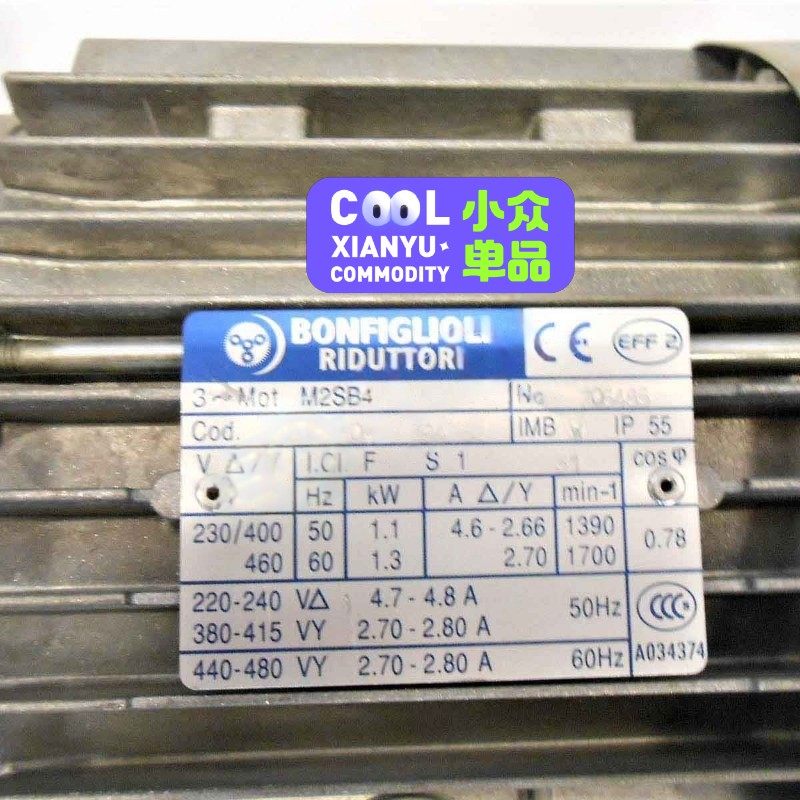 COOL 小众
XIANYU 单品
COMMODITY
BONFIGLIOLI
RIDUTTORI
CE EFF 2
3~ Mot M2SB4 No
Cod. IMB IP 55
V Δ/Y I.Cl. F S 1 cos φ
Hz kW A Δ/Y min-1
230/400 50 1.1 4.6 - 2.66 1390 0.78
460 60 1.3 2.70 1700
220-240 VΔ 4.7 - 4.8 A 50Hz
380-415 VY 2.70 - 2.80 A
440-480 VY 2.70 - 2.80 A 60Hz
CCC
A034374